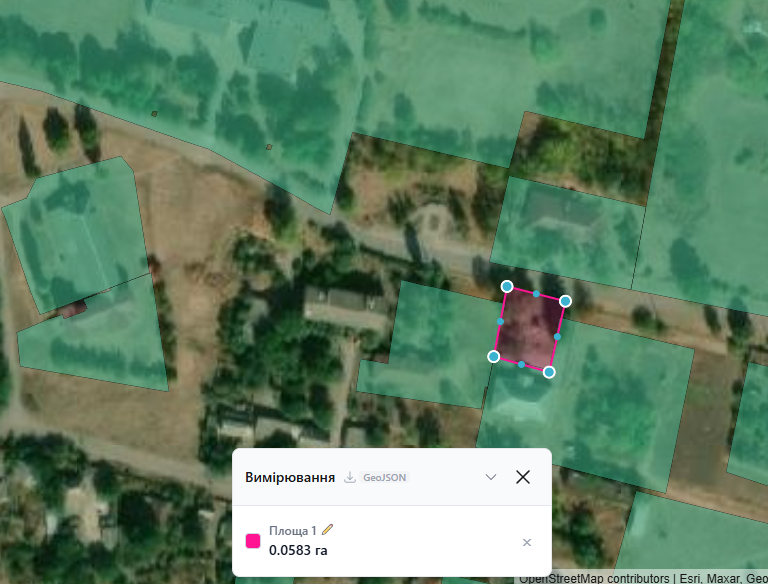 Вимірювання GeoJSON
Площа 1
0.0583 га
OpenStreetMap contributors | Esri, Maxar, Geo